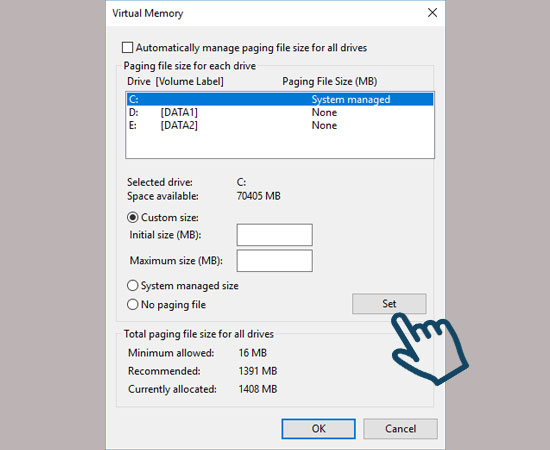 Virtual Memory
Automatically manage paging file size for all drives
Paging file size for each drive
Drive [Volume Label] Paging File Size (MB)
C: System managed
D: [DATA1] None
E: [DATA2] None
Selected drive: C:
Space available: 70405 MB
Custom size:
Initial size (MB):
Maximum size (MB):
System managed size
No paging file Set
Total paging file size for all drives
Minimum allowed: 16 MB
Recommended: 1391 MB
Currently allocated: 1408 MB
OK Cancel